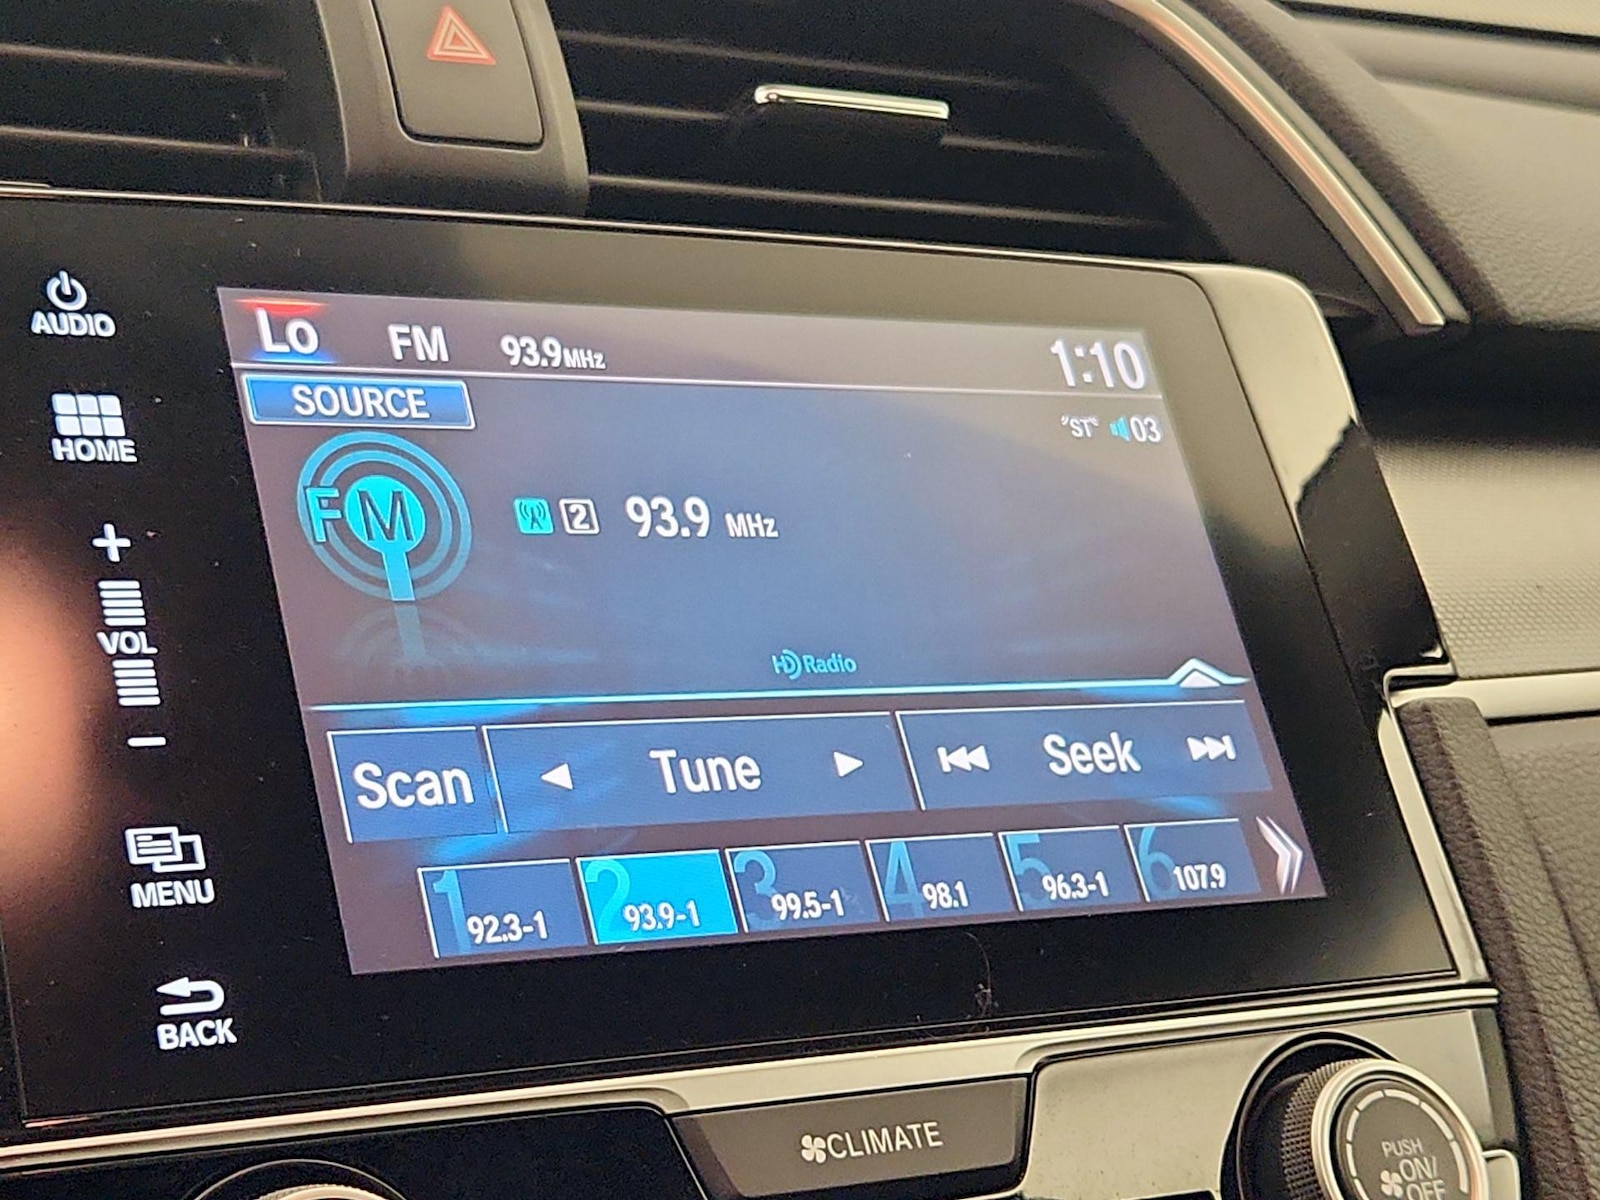 AUDIO
HOME
+
VOL
−
MENU
BACK
Lo FM 93.9MHz 1:10
SOURCE
"ST" 03
FM
2 93.9 MHz
HD Radio
Scan Tune Seek
1 92.3-1
2 93.9-1
3 99.5-1
4 98.1
5 96.3-1
6 107.9
CLIMATE
PUSH
ON/
OFF